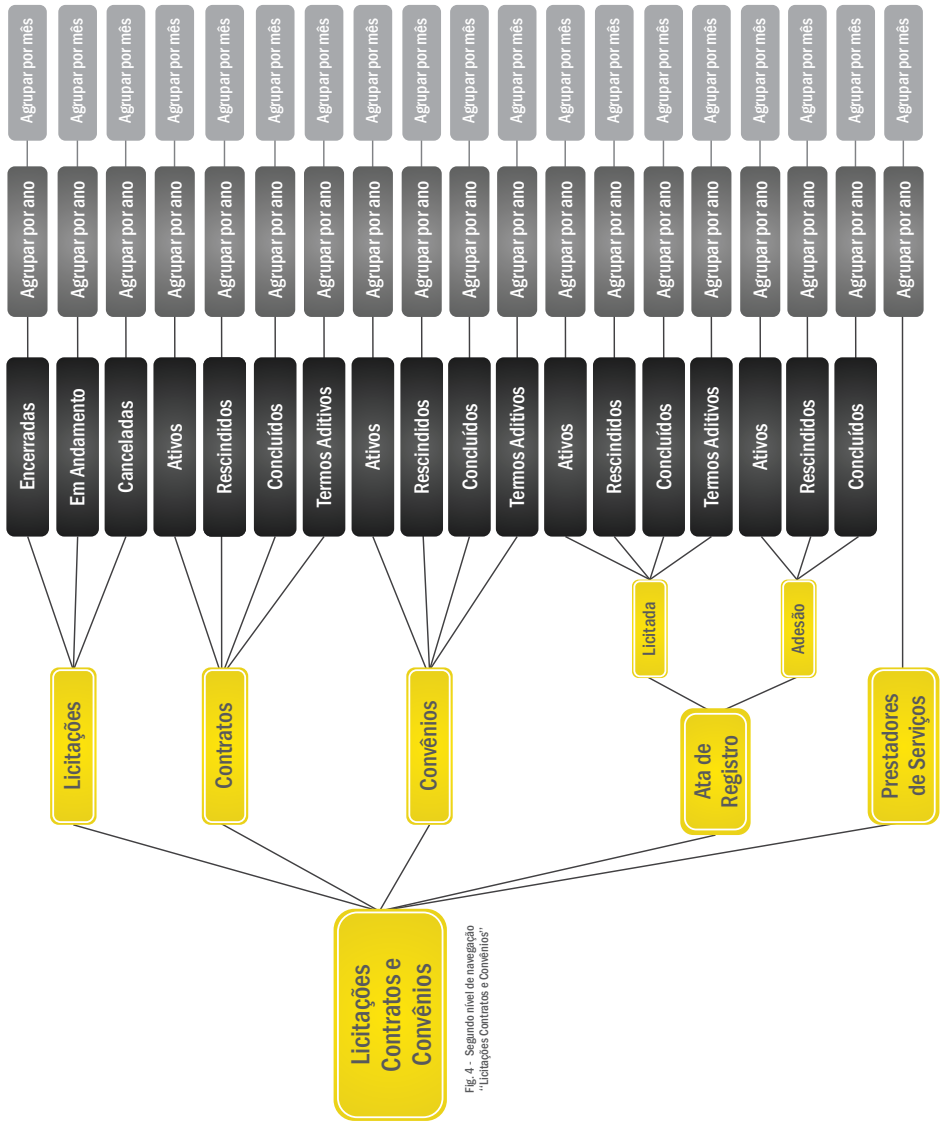 Licitações
Contratos e
Convênios
Fig. 4 - Segundo nível de navegação
"Licitações Contratos e Convênios"
Licitações
Encerradas
Agrupar por ano
Agrupar por mês
Em Andamento
Agrupar por ano
Agrupar por mês
Canceladas
Agrupar por ano
Agrupar por mês
Contratos
Ativos
Agrupar por ano
Agrupar por mês
Rescindidos
Agrupar por ano
Agrupar por mês
Concluídos
Agrupar por ano
Agrupar por mês
Termos Aditivos
Agrupar por ano
Agrupar por mês
Convênios
Ativos
Agrupar por ano
Agrupar por mês
Rescindidos
Agrupar por ano
Agrupar por mês
Concluídos
Agrupar por ano
Agrupar por mês
Termos Aditivos
Agrupar por ano
Agrupar por mês
Ata de
Registro
Licitada
Ativos
Agrupar por ano
Agrupar por mês
Rescindidos
Agrupar por ano
Agrupar por mês
Concluídos
Agrupar por ano
Agrupar por mês
Termos Aditivos
Agrupar por ano
Agrupar por mês
Adesão
Ativos
Agrupar por ano
Agrupar por mês
Rescindidos
Agrupar por ano
Agrupar por mês
Concluídos
Agrupar por ano
Agrupar por mês
Prestadores
de Serviços
Agrupar por ano
Agrupar por mês